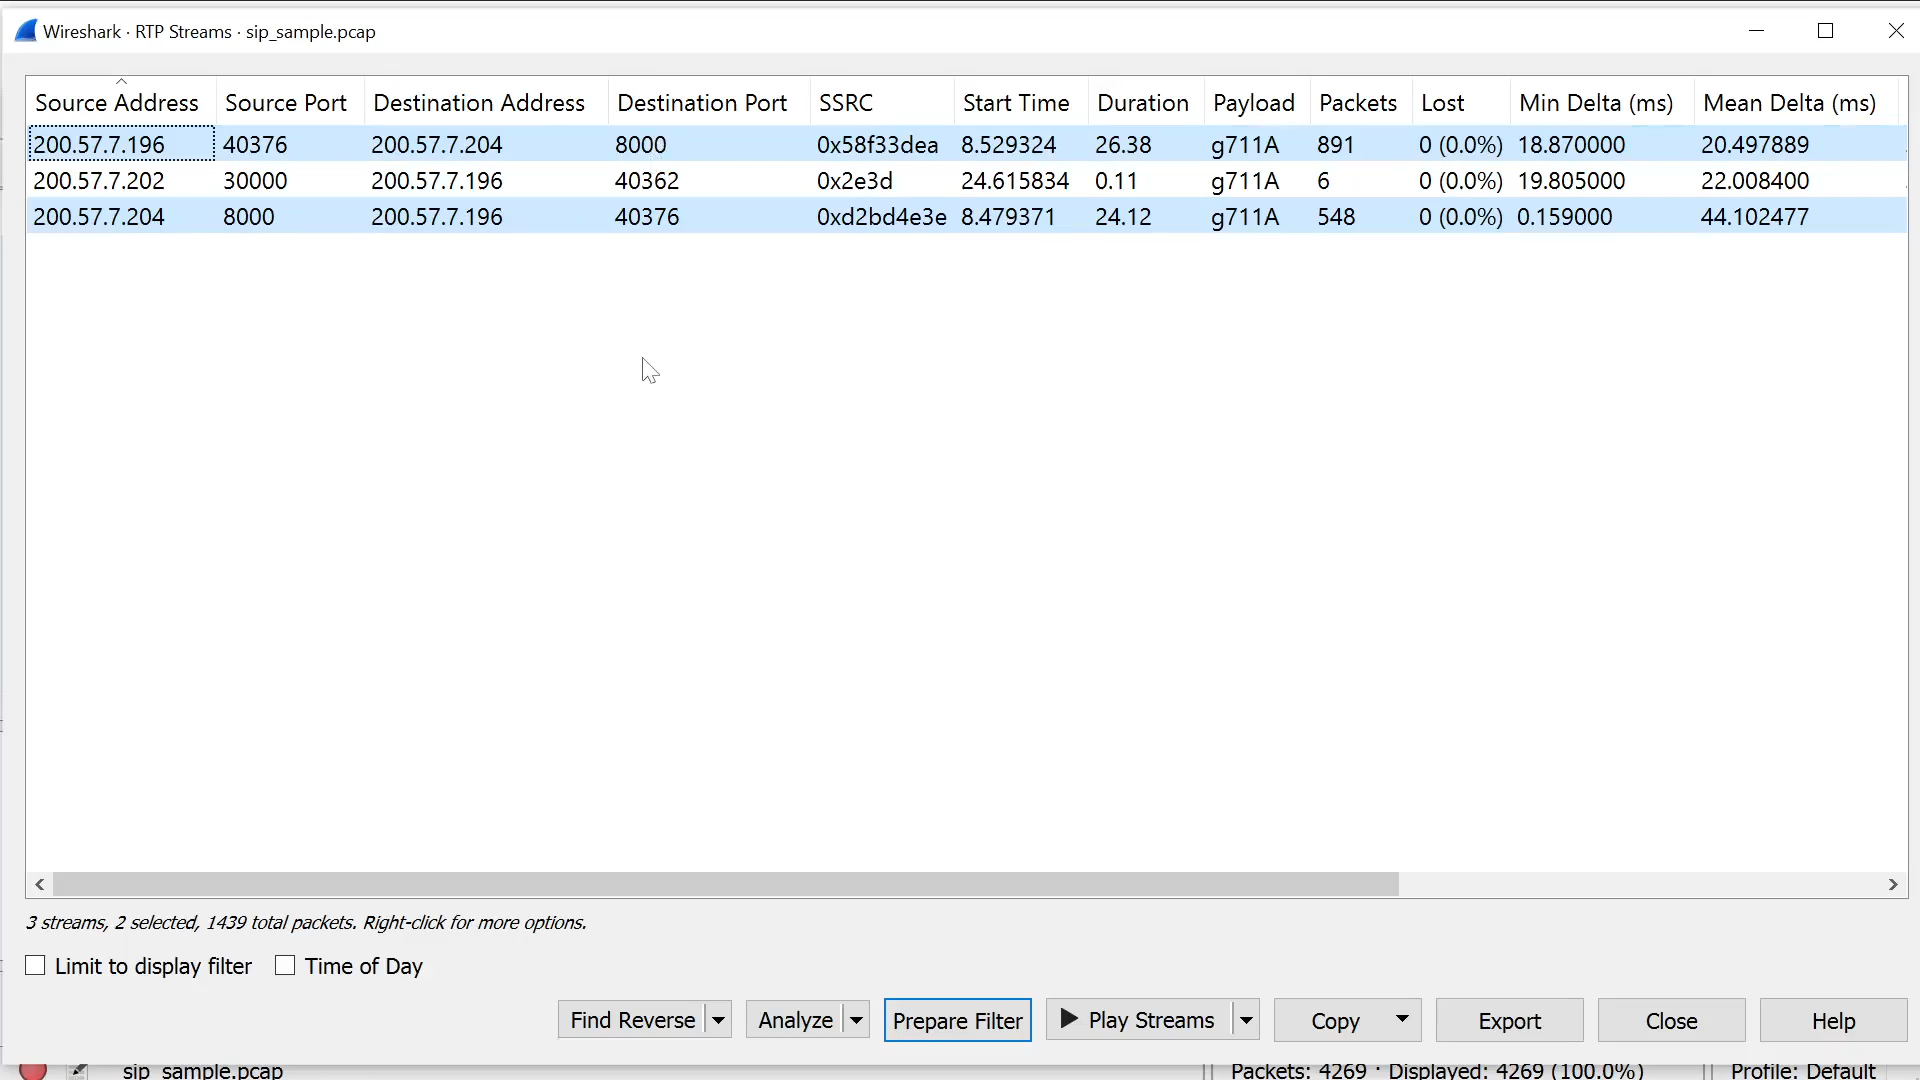 Wireshark · RTP Streams · sip_sample.pcap
Source Address Source Port Destination Address Destination Port SSRC Start Time Duration Payload Packets Lost Min Delta (ms) Mean Delta (ms)
200.57.7.196 40376 200.57.7.204 8000 0x58f33dea 8.529324 26.38 g711A 891 0 (0.0%) 18.870000 20.497889
200.57.7.202 30000 200.57.7.196 40362 0x2e3d 24.615834 0.11 g711A 6 0 (0.0%) 19.805000 22.008400
200.57.7.204 8000 200.57.7.196 40376 0xd2bd4e3e 8.479371 24.12 g711A 548 0 (0.0%) 0.159000 44.102477
3 streams, 2 selected, 1439 total packets. Right-click for more options.
Limit to display filter Time of Day
Find Reverse Analyze Prepare Filter Play Streams Copy Export Close Help
sip_sample.pcap Packets: 4269 · Displayed: 4269 (100.0%) Profile: Default